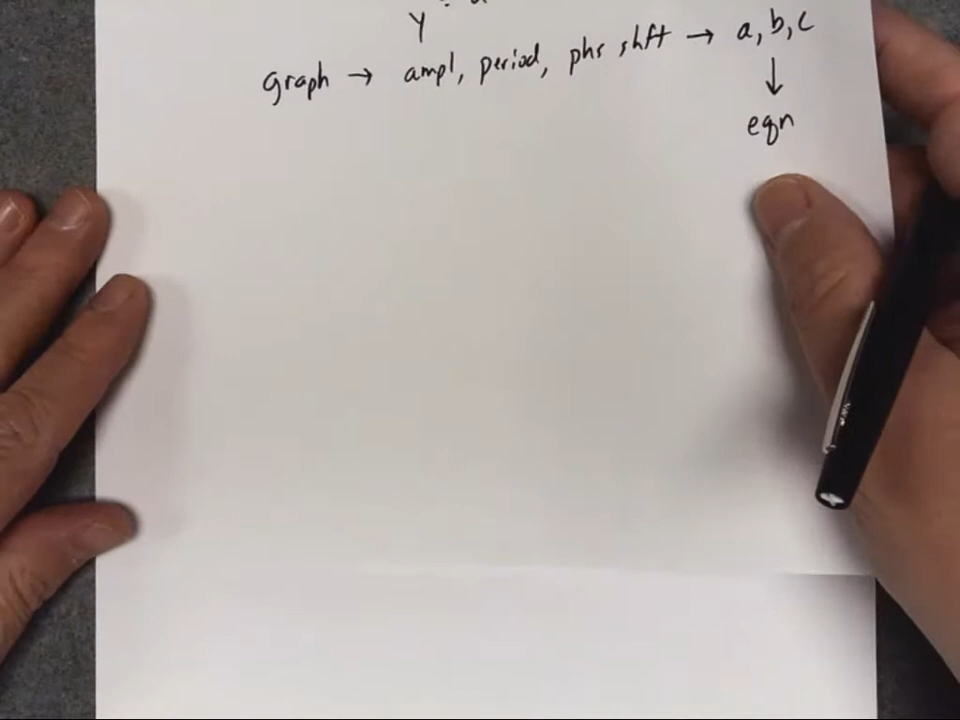 y
graph → ampl, period, phs shft → a, b, c
↓
eqn